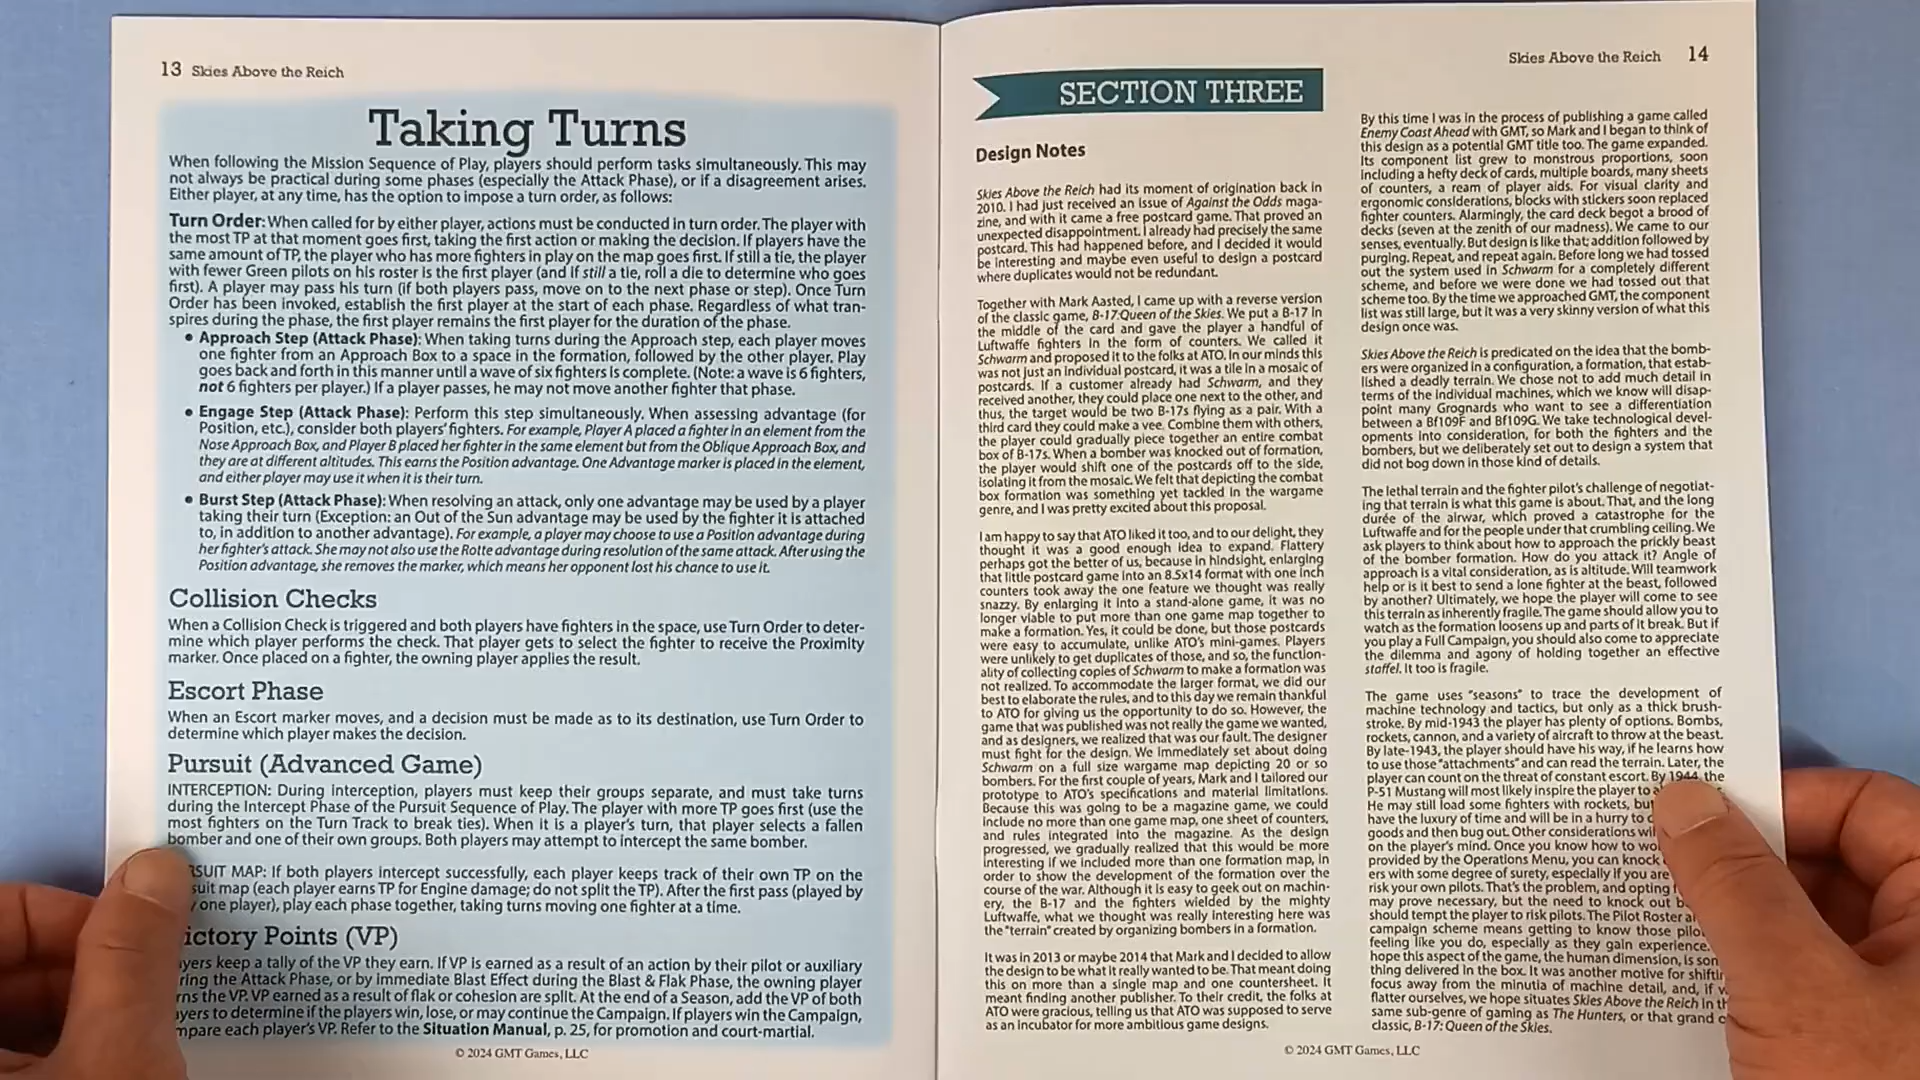 13 Skies Above the Reich
Taking Turns
When following the Mission Sequence of Play, players should perform tasks simultaneously. This may
not always be practical during some phases (especially the Attack Phase), or if a disagreement arises.
Either player, at any time, has the option to impose a turn order, as follows:
Turn Order: When called for by either player, actions must be conducted in turn order. The player with
the most TP at that moment goes first, taking the first action or making the decision. If players have the
same amount of TP, the player who has more fighters in play on the map goes first. If still a tie, the player
with fewer Green pilots on his roster is the first player (and if still a tie, roll a die to determine who goes
first). A player may pass his turn (if both players pass, move on to the next phase or step). Once Turn
Order has been invoked, establish the first player at the start of each phase. Regardless of what tran-
spires during the phase, the first player remains the first player for the duration of the phase.
• Approach Step (Attack Phase): When taking turns during the Approach step, each player moves
one fighter from an Approach Box to a space in the formation, followed by the other player. Play
goes back and forth in this manner until a wave of six fighters is complete. (Note: a wave is 6 fighters,
not 6 fighters per player.) If a player passes, he may not move another fighter that phase.
• Engage Step (Attack Phase): Perform this step simultaneously. When assessing advantage (for
Position, etc.), consider both players' fighters. For example, Player A placed a fighter in an element from the
Nose Approach Box, and Player B placed her fighter in the same element but from the Oblique Approach Box, and
they are at different altitudes. This earns the Position advantage. One Advantage marker is placed in the element,
and either player may use it when it is their turn.
• Burst Step (Attack Phase): When resolving an attack, only one advantage may be used by a player
taking their turn (Exception: an Out of the Sun advantage may be used by the fighter it is attached
to, in addition to another advantage). For example, a player may choose to use a Position advantage during
her fighter's attack. She may not also use the Rotte advantage during resolution of the same attack. After using the
Position advantage, she removes the marker, which means her opponent lost his chance to use it.
Collision Checks
When a Collision Check is triggered and both players have fighters in the space, use Turn Order to deter-
mine which player performs the check. That player gets to select the fighter to receive the Proximity
marker. Once placed on a fighter, the owning player applies the result.
Escort Phase
When an Escort marker moves, and a decision must be made as to its destination, use Turn Order to
determine which player makes the decision.
Pursuit (Advanced Game)
INTERCEPTION: During interception, players must keep their groups separate, and must take turns
during the Intercept Phase of the Pursuit Sequence of Play. The player with more TP goes first (use the
most fighters on the Turn Track to break ties). When it is a player's turn, that player selects a fallen
bomber and one of their own groups. Both players may attempt to intercept the same bomber.
SUIT MAP: If both players intercept successfully, each player keeps track of their own TP on the
suit map (each player earns TP for Engine damage; do not split the TP). After the first pass (played by
one player), play each phase together, taking turns moving one fighter at a time.
ictory Points (VP)
yers keep a tally of the VP they earn. If VP is earned as a result of an action by their pilot or auxiliary
ring the Attack Phase, or by immediate Blast Effect during the Blast & Flak Phase, the owning player
rns the VP. VP earned as a result of flak or cohesion are split. At the end of a Season, add the VP of both
yers to determine if the players win, lose, or may continue the Campaign. If players win the Campaign,
mpare each player's VP. Refer to the Situation Manual, p. 25, for promotion and court-martial.
© 2024 GMT Games, LLC
Skies Above the Reich 14
SECTION THREE
Design Notes
Skies Above the Reich had its moment of origination back in
2010. I had just received an issue of Against the Odds maga-
zine, and with it came a free postcard game. That proved an
unexpected disappointment. I already had precisely the same
postcard. This had happened before, and I decided it would
be interesting and maybe even useful to design a postcard
where duplicates would not be redundant.
Together with Mark Aasted, I came up with a reverse version
of the classic game, B-17:Queen of the Skies. We put a B-17 in
the middle of the card and gave the player a handful of
Luftwaffe fighters in the form of counters. We called it
Schwarm and proposed it to the folks at ATO. In our minds this
was not just an individual postcard, it was a tile in a mosaic of
postcards. If a customer already had Schwarm, and they
received another, they could place one next to the other, and
thus, the target would be two B-17s flying as a pair. With a
third card they could make a vee. Combine them with others,
the player could gradually piece together an entire combat
box of B-17s. When a bomber was knocked out of formation,
the player would shift one of the postcards off to the side,
isolating it from the mosaic. We felt that depicting the combat
box formation was something yet tackled in the wargame
genre, and I was pretty excited about this proposal.
I am happy to say that ATO liked it too, and to our delight, they
thought it was a good enough idea to expand. Flattery
perhaps got the better of us, because in hindsight, enlarging
that little postcard game into an 8.5x14 format with one inch
counters took away the one feature we thought was really
snazzy. By enlarging it into a stand-alone game, it was no
longer viable to put more than one game map together to
make a formation. Yes, it could be done, but those postcards
were easy to accumulate, unlike ATO's mini-games. Players
were unlikely to get duplicates of those, and so, the function-
ality of collecting copies of Schwarm to make a formation was
not realized. To accommodate the larger format, we did our
best to elaborate the rules, and to this day we remain thankful
to ATO for giving us the opportunity to do so. However, the
game that was published was not really the game we wanted,
and as designers, we realized that was our fault. The designer
must fight for the design. We immediately set about doing
Schwarm on a full size wargame map depicting 20 or so
bombers. For the first couple of years, Mark and I tailored our
prototype to ATO's specifications and material limitations.
Because this was going to be a magazine game, we could
include no more than one game map, one sheet of counters,
and rules integrated into the magazine. As the design
progressed, we gradually realized that this would be more
interesting if we included more than one formation map, in
order to show the development of the formation over the
course of the war. Although it is easy to geek out on machin-
ery, the B-17 and the fighters wielded by the mighty
Luftwaffe, what we thought was really interesting here was
the "terrain" created by organizing bombers in a formation.
It was in 2013 or maybe 2014 that Mark and I decided to allow
the design to be what it really wanted to be. That meant doing
this on more than a single map and one countersheet. It
meant finding another publisher. To their credit, the folks at
ATO were gracious, telling us that ATO was supposed to serve
as an incubator for more ambitious game designs.
By this time I was in the process of publishing a game called
Enemy Coast Ahead with GMT, so Mark and I began to think of
this design as a potential GMT title too. The game expanded.
Its component list grew to monstrous proportions, soon
including a hefty deck of cards, multiple boards, many sheets
of counters, a ream of player aids. For visual clarity and
ergonomic considerations, blocks with stickers soon replaced
fighter counters. Alarmingly, the card deck begot a brood of
decks (seven at the zenith of our madness). We came to our
senses, eventually. But design is like that; addition followed by
purging. Repeat, and repeat again. Before long we had tossed
out the system used in Schwarm for a completely different
scheme, and before we were done we had tossed out that
scheme too. By the time we approached GMT, the component
list was still large, but it was a very skinny version of what this
design once was.
Skies Above the Reich is predicated on the idea that the bomb-
ers were organized in a configuration, a formation, that estab-
lished a deadly terrain. We chose not to add much detail in
terms of the individual machines, which we know will disap-
point many Grognards who want to see a differentiation
between a Bf109F and Bf109G. We take technological devel-
opments into consideration, for both the fighters and the
bombers, but we deliberately set out to design a system that
did not bog down in those kind of details.
The lethal terrain and the fighter pilot's challenge of negotiat-
ing that terrain is what this game is about. That, and the long
durée of the airwar, which proved a catastrophe for the
Luftwaffe and for the people under that crumbling ceiling. We
ask players to think about how to approach the prickly beast
of the bomber formation. How do you attack it? Angle of
approach is a vital consideration, as is altitude. Will teamwork
help or is it best to send a lone fighter at the beast, followed
by another? Ultimately, we hope the player will come to see
this terrain as inherently fragile. The game should allow you to
watch as the formation loosens up and parts of it break. But if
you play a Full Campaign, you should also come to appreciate
the dilemma and agony of holding together an effective
staffel. It too is fragile.
The game uses "seasons" to trace the development of
machine technology and tactics, but only as a thick brush-
stroke. By mid-1943 the player has plenty of options. Bombs,
rockets, cannon, and a variety of aircraft to throw at the beast.
By late-1943, the player should have his way, if he learns how
to use those "attachments" and can read the terrain. Later, the
player can count on the threat of constant escort. By 1944, the
P-51 Mustang will most likely inspire the player to
He may still load some fighters with rockets, but
have the luxury of time and will be in a hurry to
goods and then bug out. Other considerations
on the player's mind. Once you know how to
provided by the Operations Menu, you can knock
ers with some degree of surety, especially if you are
risk your own pilots. That's the problem, and opting
may prove necessary, but the need to knock out
should tempt the player to risk pilots. The Pilot Roster
campaign scheme means getting to know those
feeling like you do, especially as they gain experience.
hope this aspect of the game, the human dimension, is
thing delivered in the box. It was another motive for
focus away from the minutia of machine detail, and, if
flatter ourselves, we hope situates Skies Above the Reich in
same sub-genre of gaming as The Hunters, or that grand
classic, B-17: Queen of the Skies.
© 2024 GMT Games, LLC